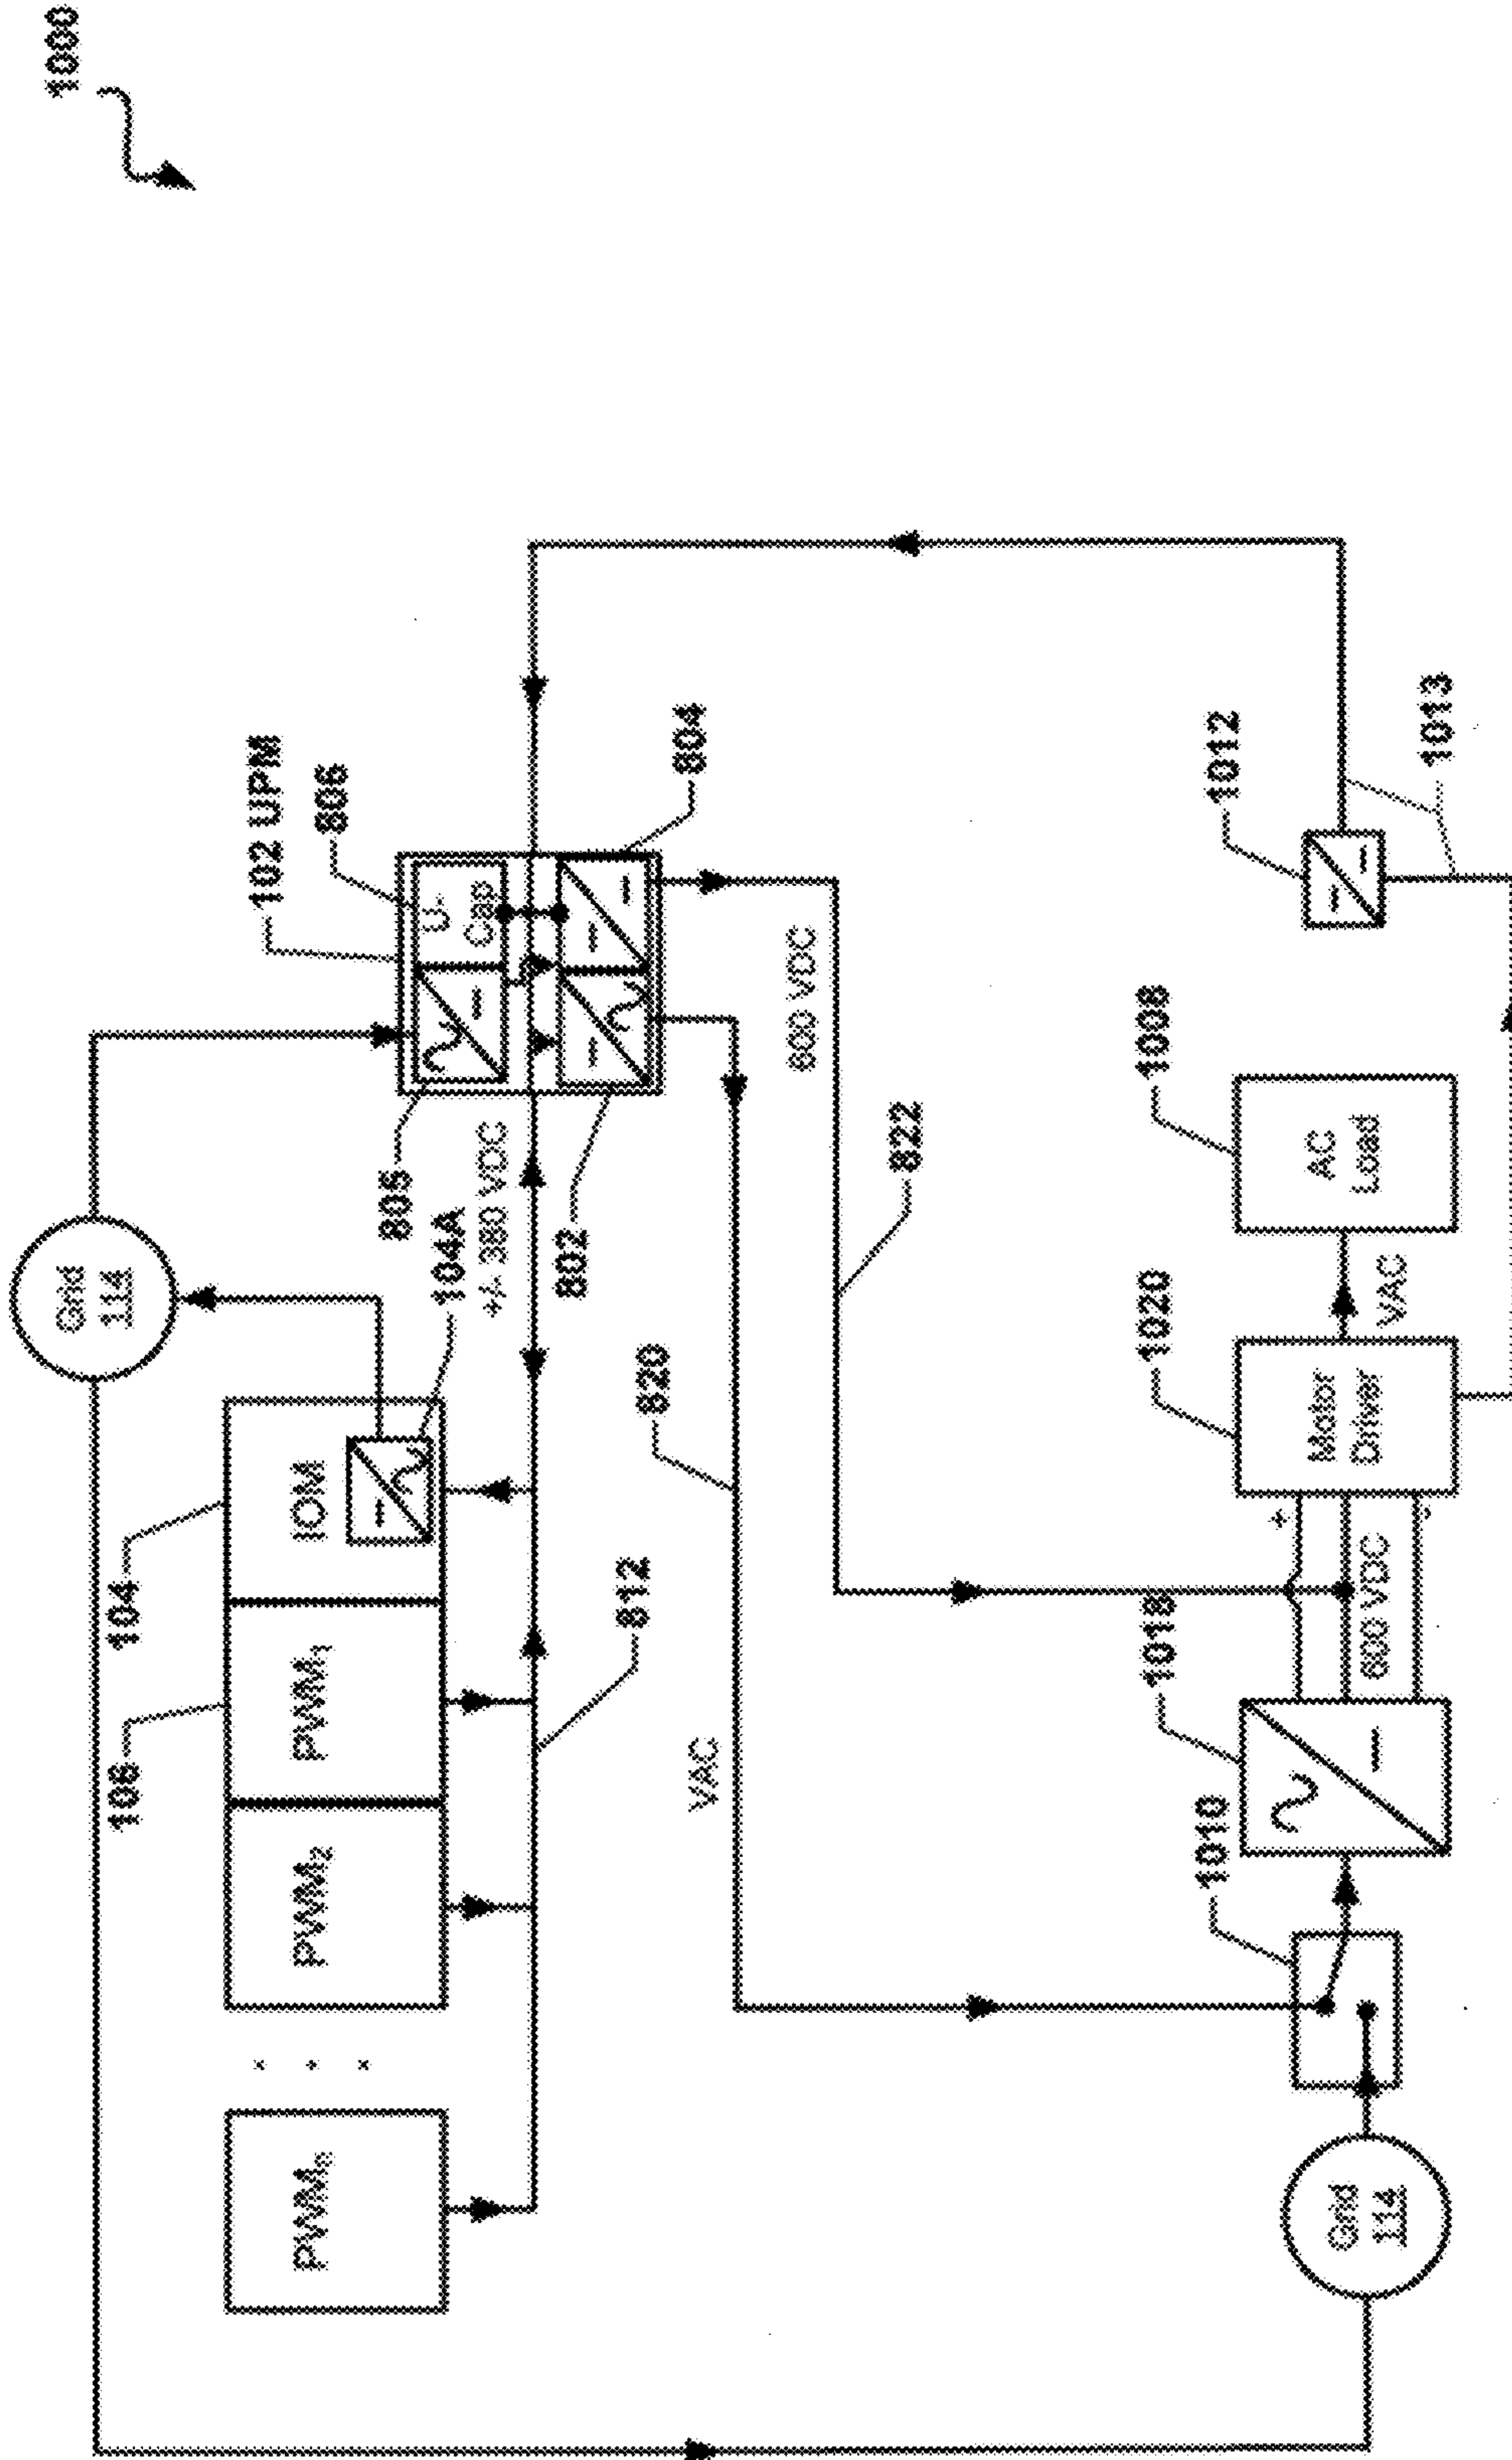 1000
Grid
114
104
106
PWMₙ
PWM₂
PWM₁
IOM
104A
+/- 380 VDC
805
102 UPM
806
U-
Cap
802
804
812
820
VAC
822
600 VDC
Grid
114
1010
1018
600 VDC
+
-
1020
Motor
Driver
VAC
1008
AC
Load
1012
1013